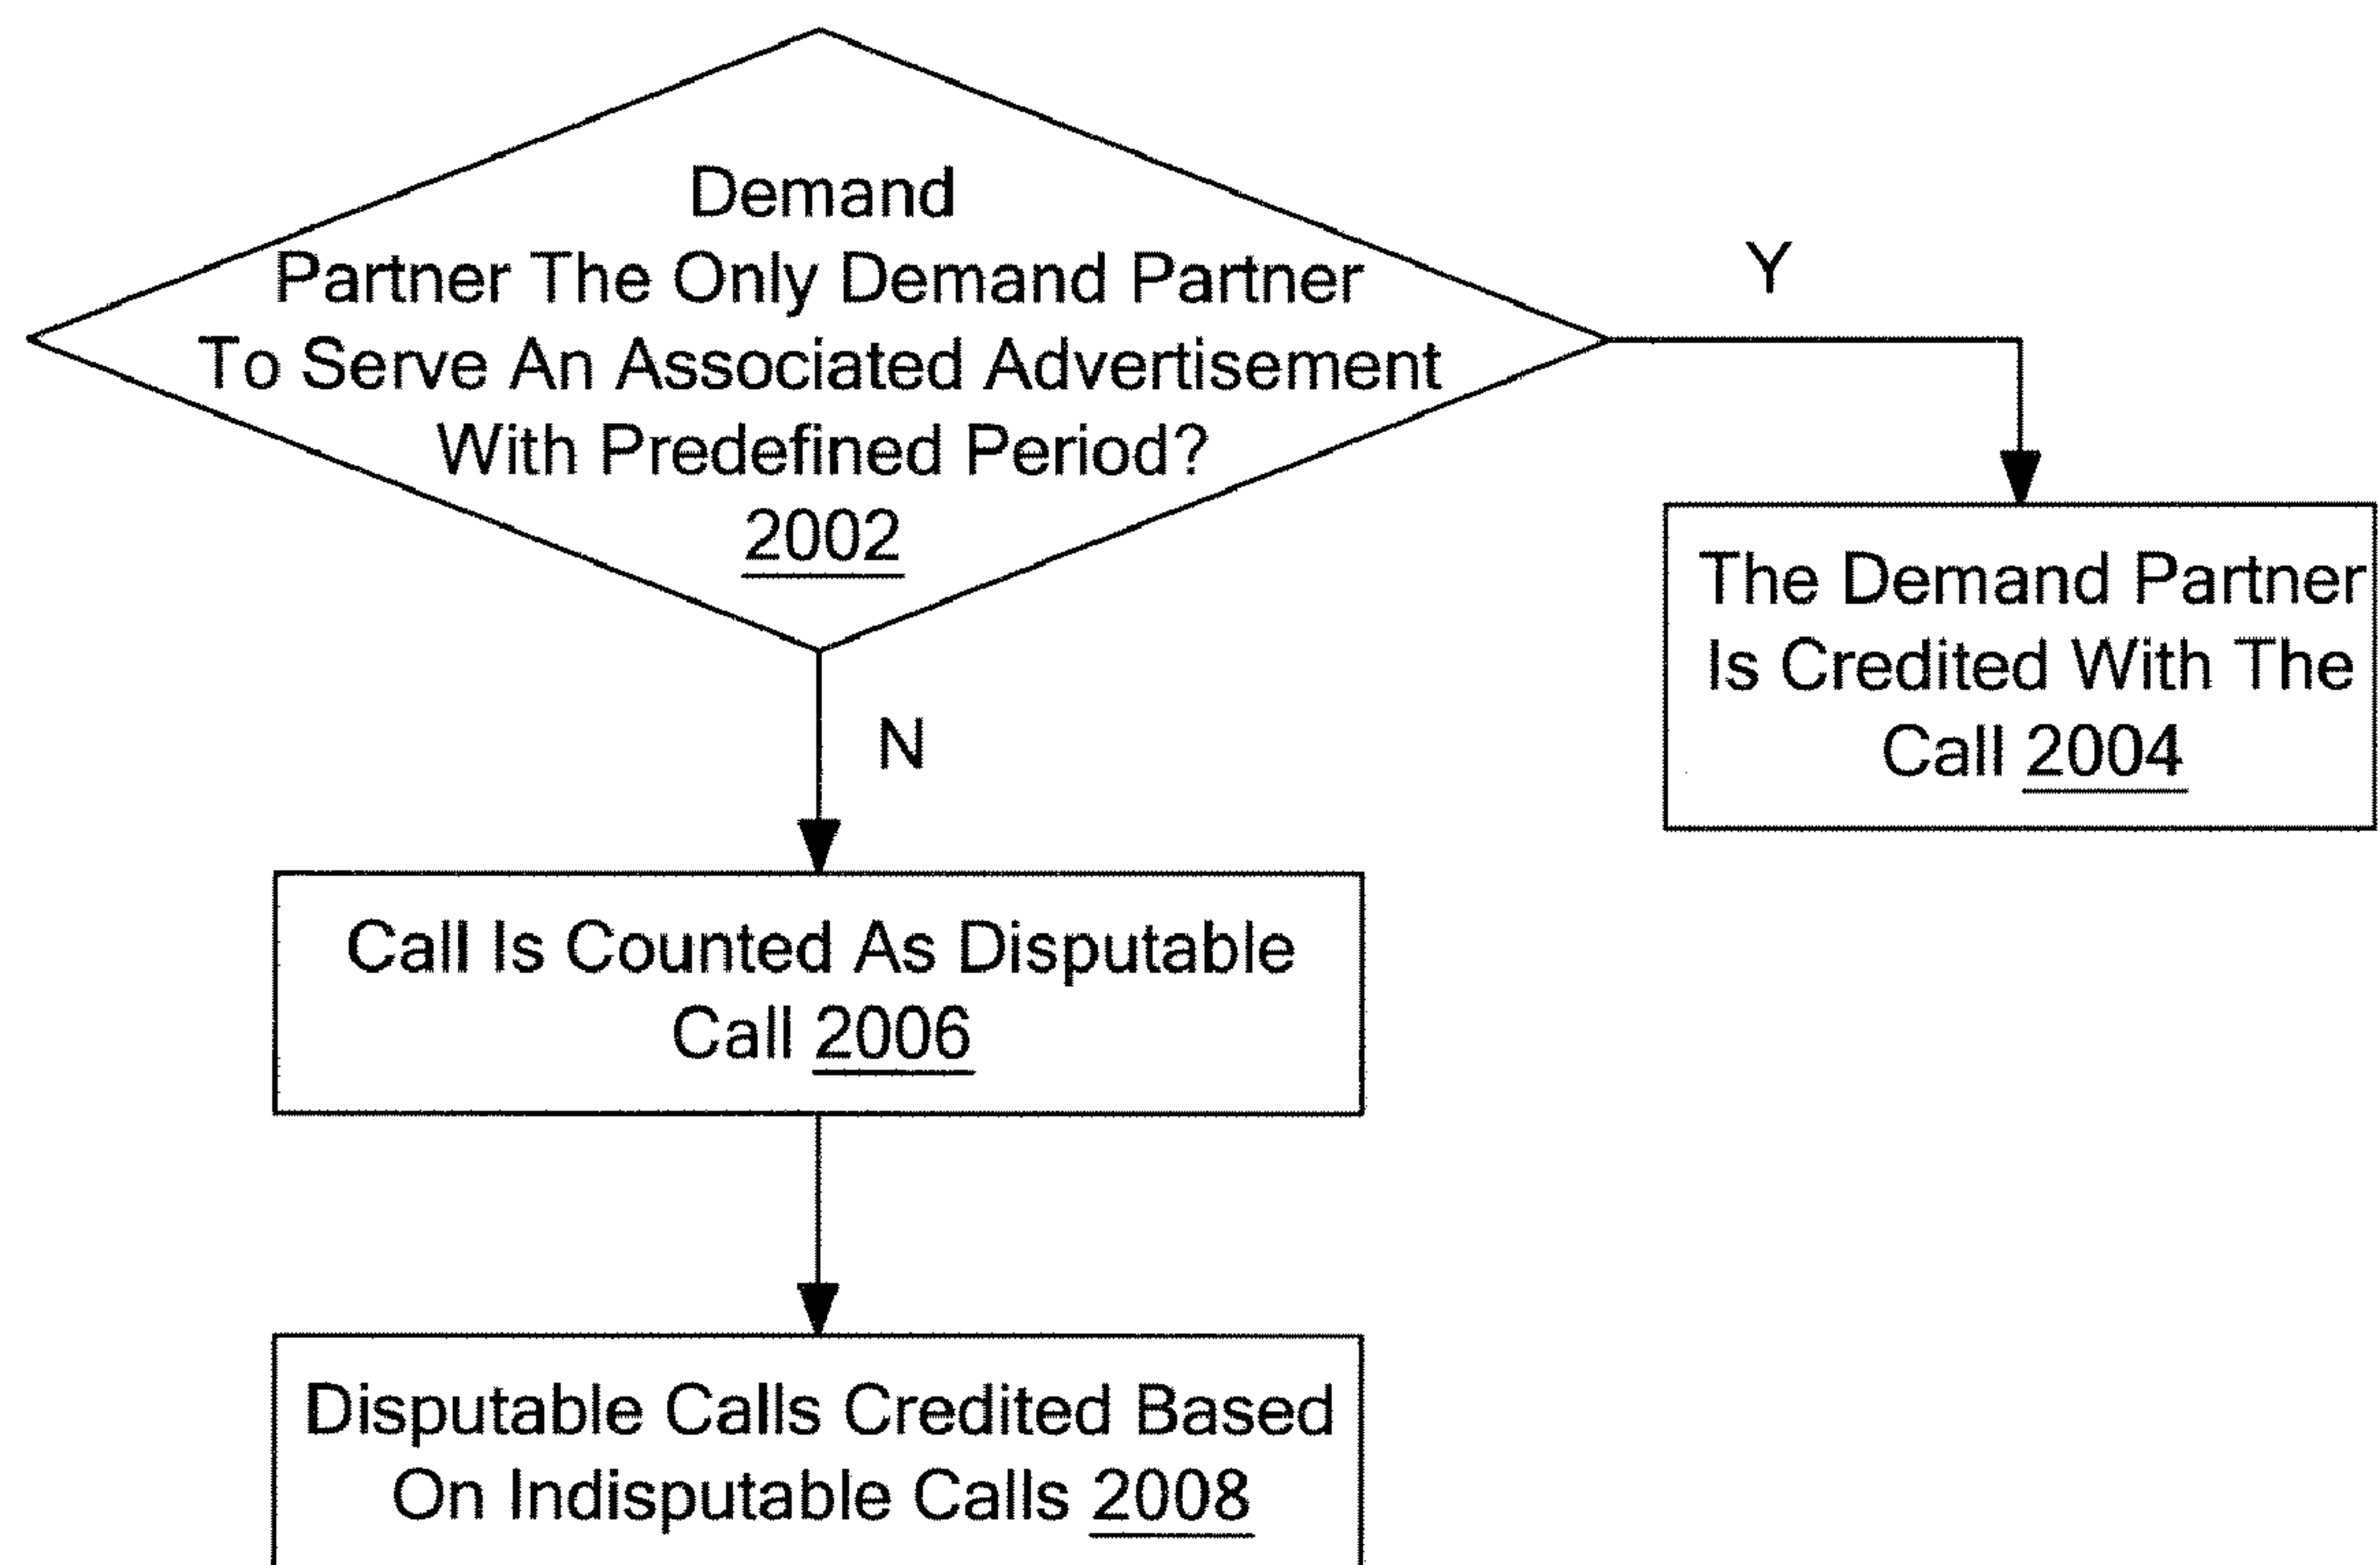 Demand
Partner The Only Demand Partner
To Serve An Associated Advertisement
With Predefined Period?
2002
Y
The Demand Partner
Is Credited With The
Call 2004
N
Call Is Counted As Disputable
Call 2006
Disputable Calls Credited Based
On Indisputable Calls 2008